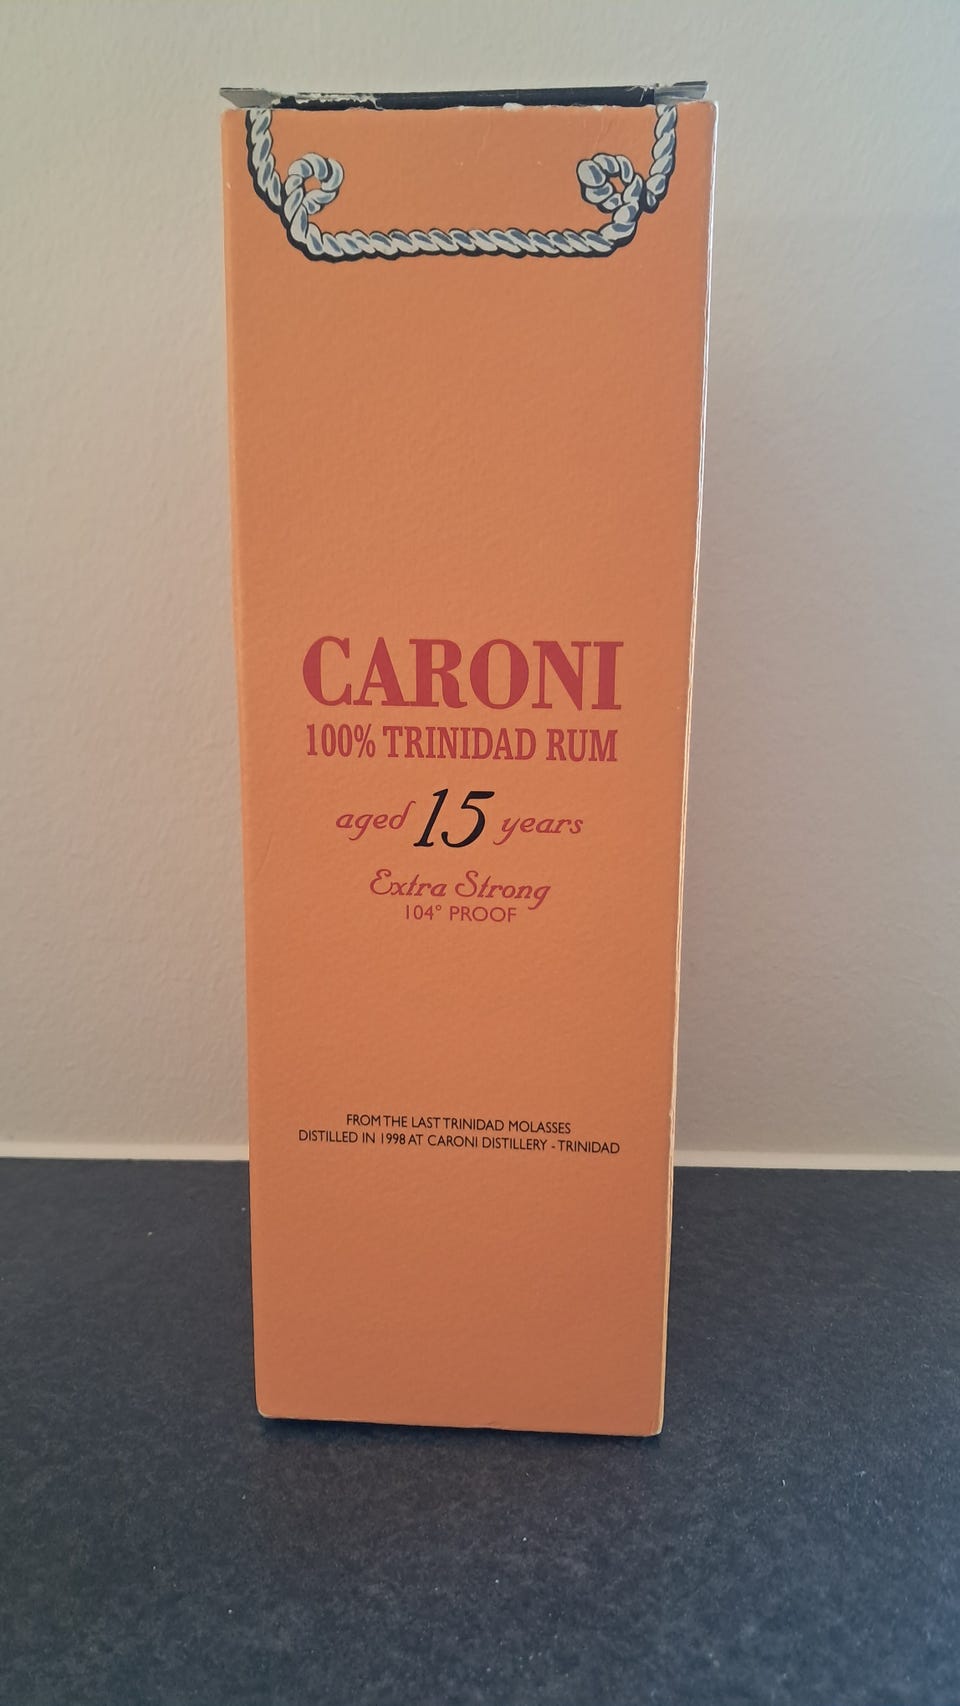 CARONI
100% TRINIDAD RUM
aged 15 years
Extra Strong
104° PROOF
FROM THE LAST TRINIDAD MOLASSES
DISTILLED IN 1998 AT CARONI DISTILLERY - TRINIDAD